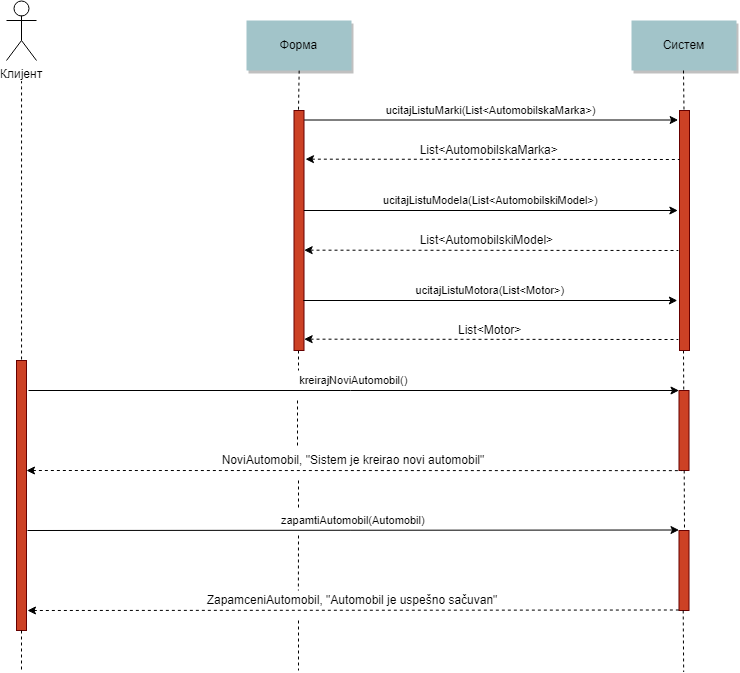 Клијент
Форма
Систем
ucitajListuMarki(List<AutomobilskaMarka>)
List<AutomobilskaMarka>
ucitajListuModela(List<AutomobilskiModel>)
List<AutomobilskiModel>
ucitajListuMotora(List<Motor>)
List<Motor>
kreirajNoviAutomobil()
NoviAutomobil, "Sistem je kreirao novi automobil"
zapamtiAutomobil(Automobil)
ZapamceniAutomobil, "Automobil je uspešno sačuvan"